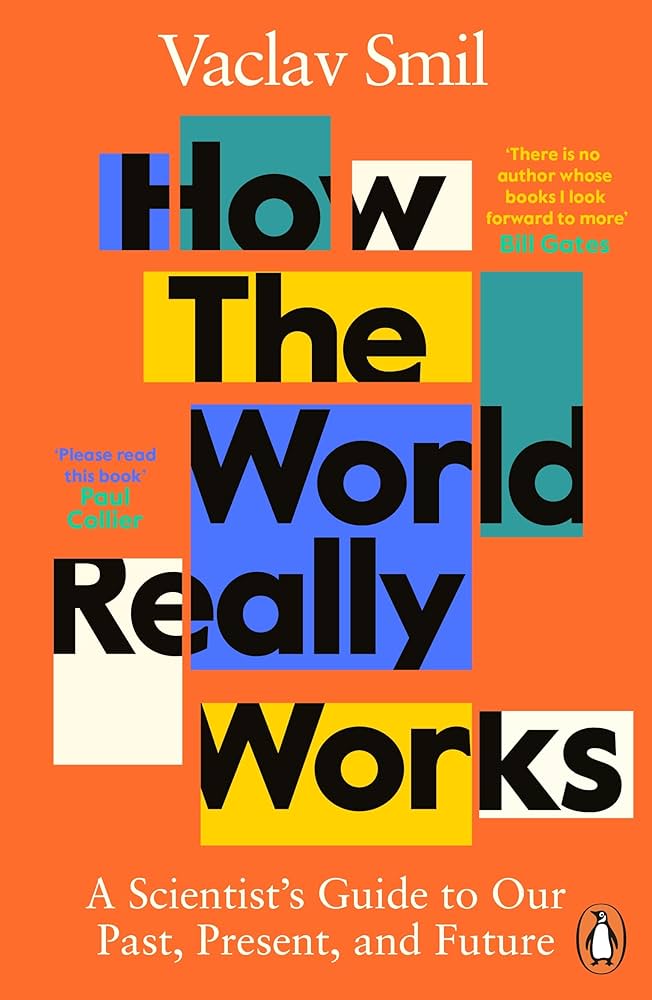 Vaclav Smil
How
'There is no
author whose
books I look
forward to more'
Bill Gates
The
World
'Please read
this book'
Paul
Collier
Really
Works
A Scientist's Guide to Our
Past, Present, and Future